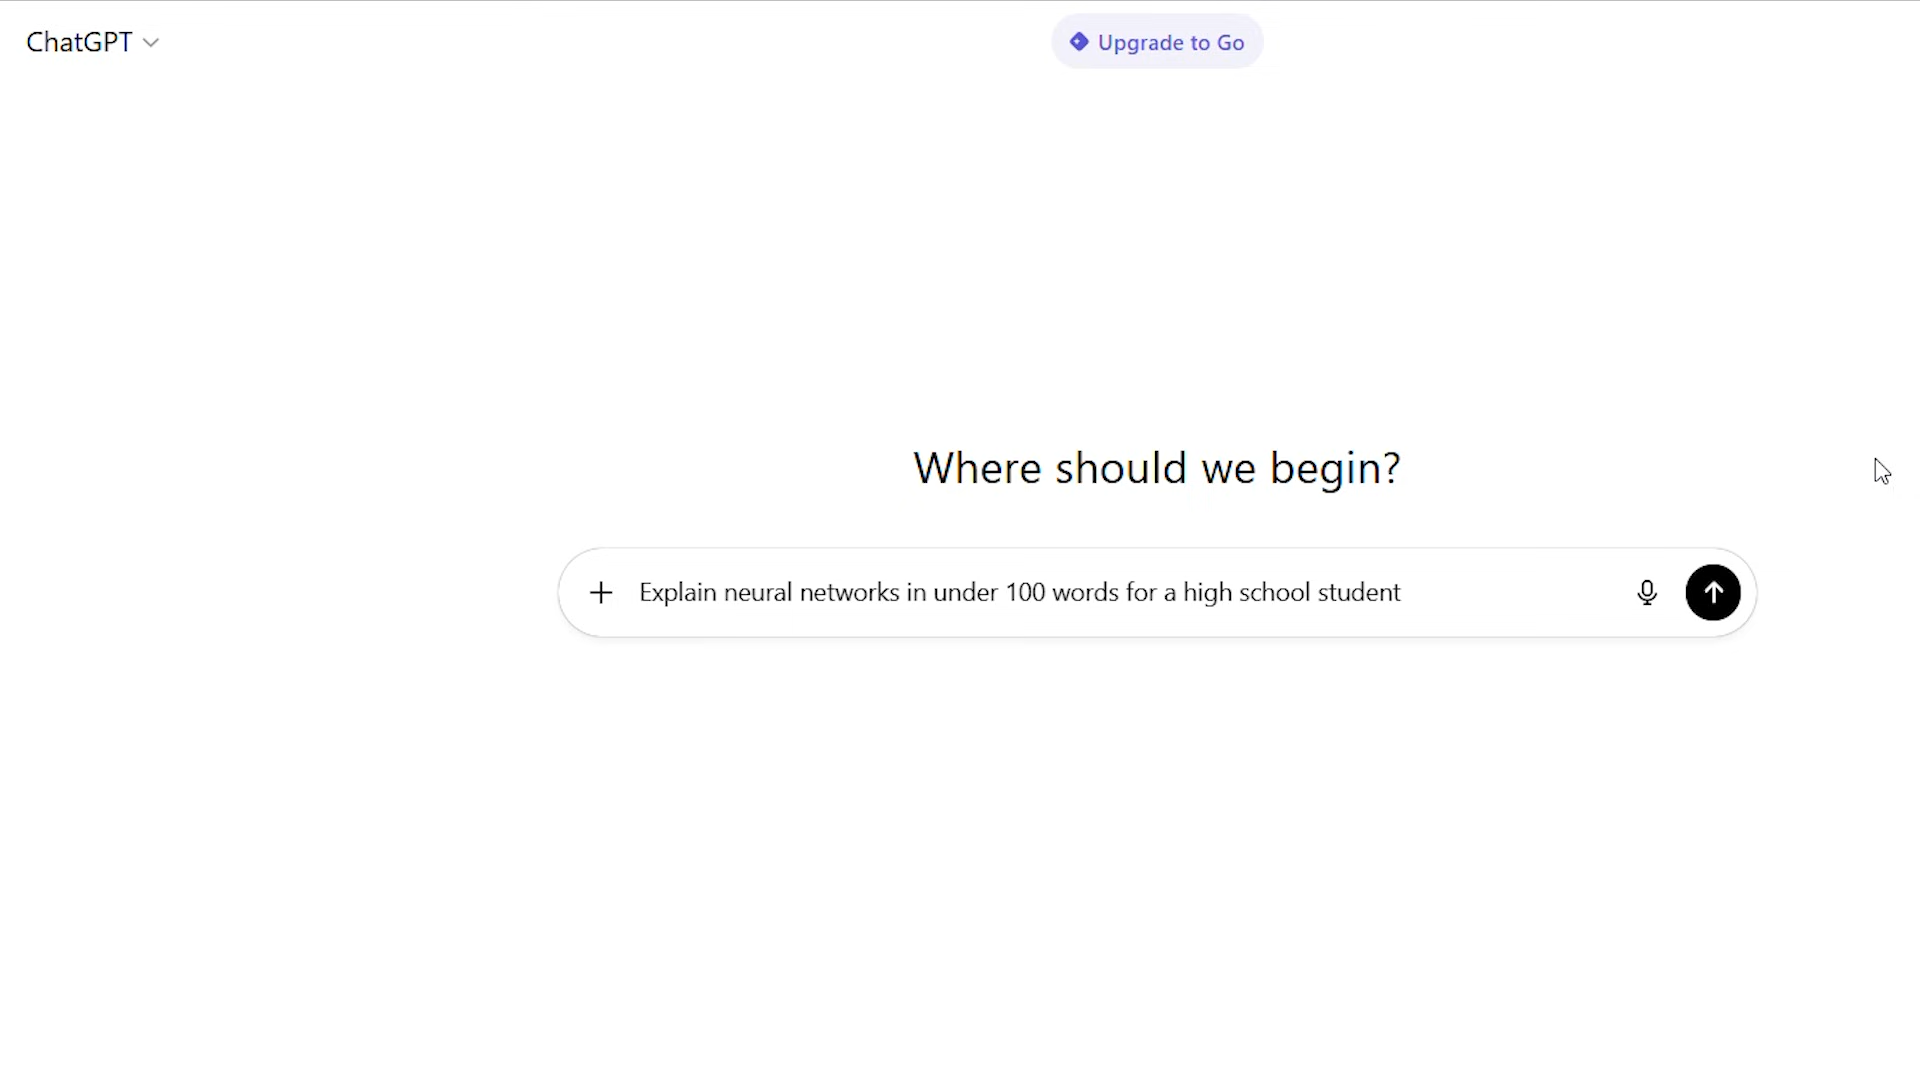 ChatGPT
Upgrade to Go
Where should we begin?
Explain neural networks in under 100 words for a high school student